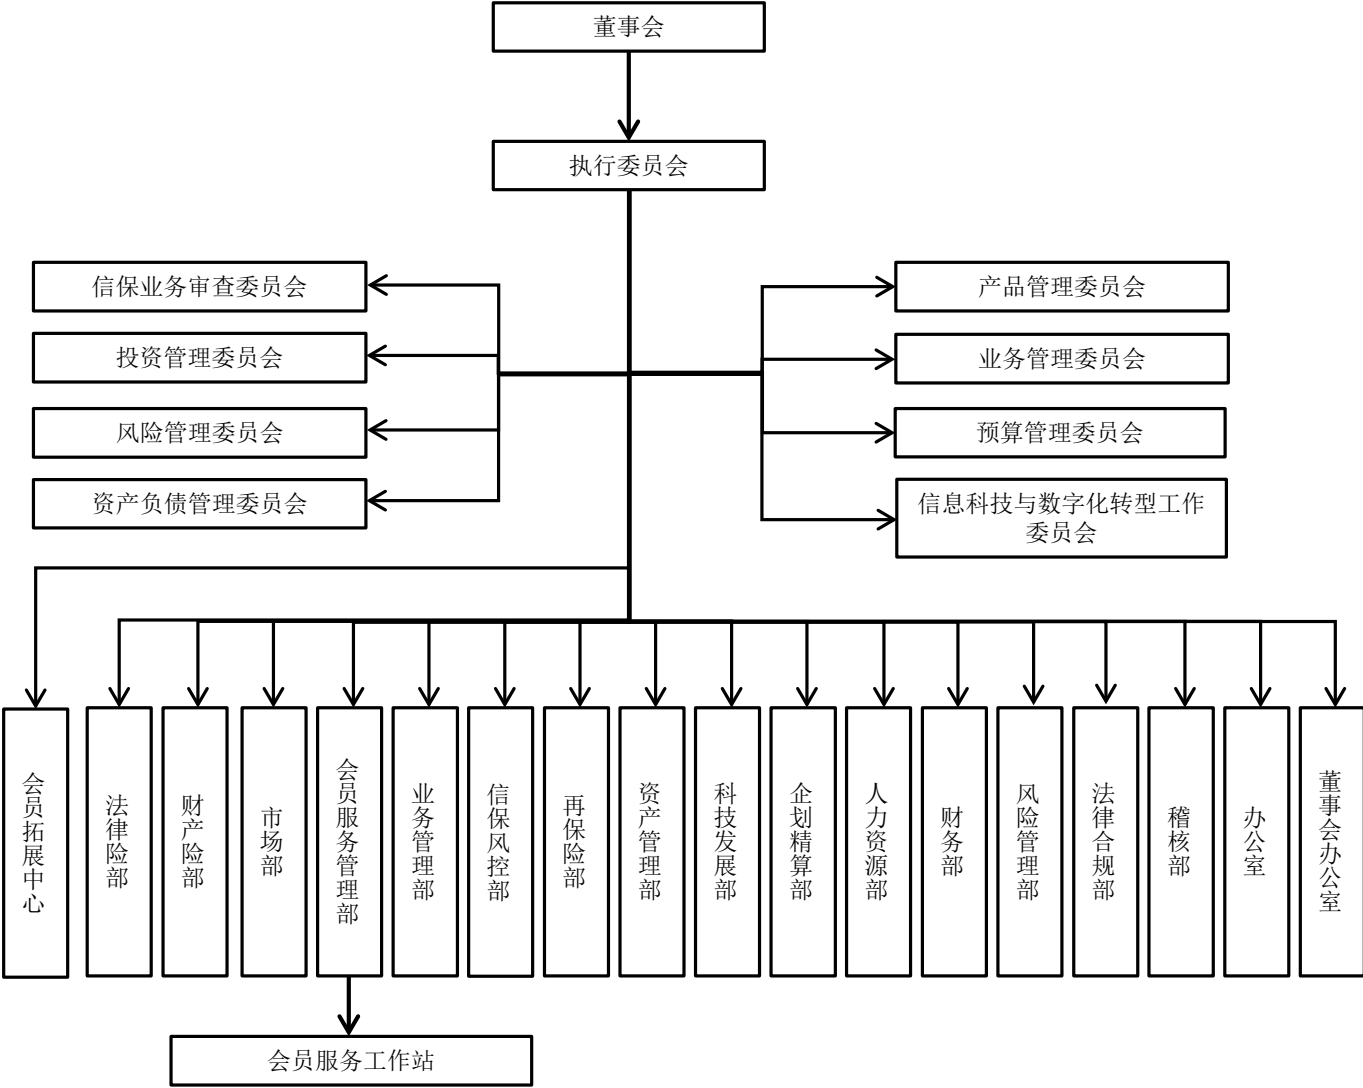 董事会
执行委员会
信保业务审查委员会
投资管理委员会
风险管理委员会
资产负债管理委员会
产品管理委员会
业务管理委员会
预算管理委员会
信息科技与数字化转型工作
委员会
会员拓展中心
法律险部
财产险部
市场部
会员服务管理部
业务管理部
信保风控部
再保险部
资产管理部
科技发展部
企划精算部
人力资源部
财务部
风险管理部
法律合规部
稽核部
办公室
董事会办公室
会员服务工作站